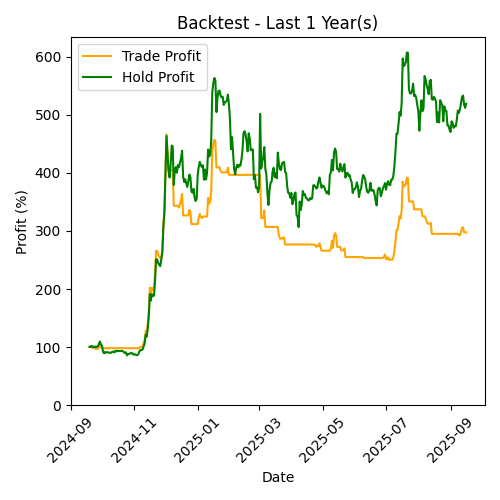 Backtest - Last 1 Year(s)
Trade Profit
Hold Profit
Profit (%)
600
500
400
300
200
100
0
2024-09
2024-11
2025-01
2025-03
2025-05
2025-07
2025-09
Date